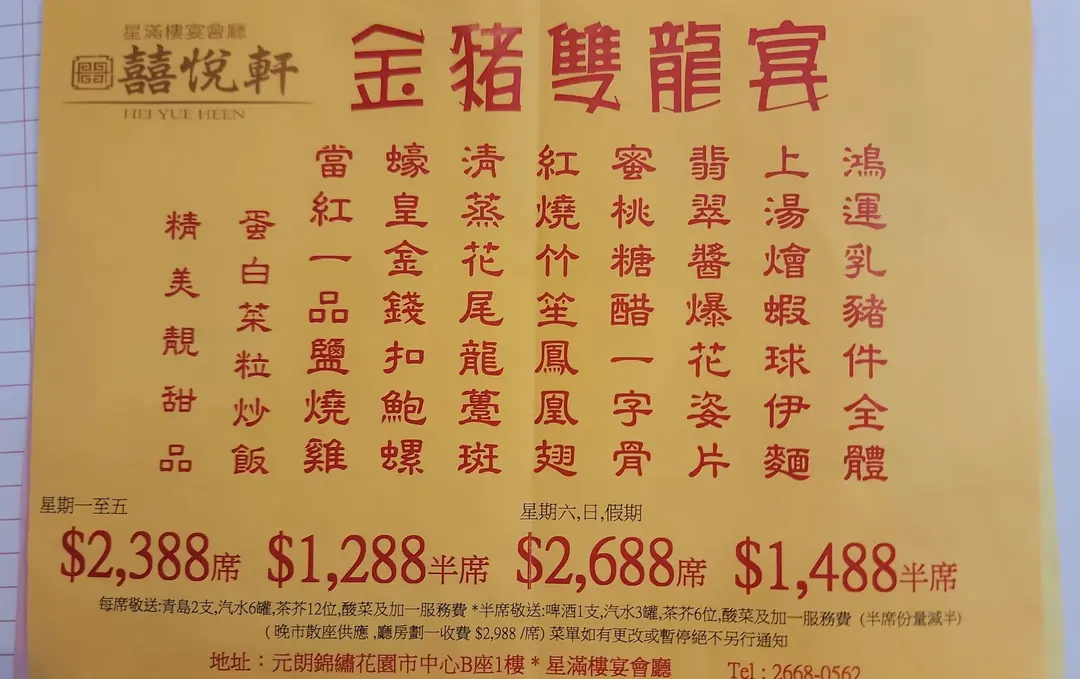 星滿樓宴會廳
囍悅軒
HEI YUE HEEN
金豬雙龍宴
鴻運乳豬件全體
上湯燴蝦球伊麵
翡翠醬爆花姿片
蜜桃糖醋一字骨
紅燒竹笙鳳凰翅
清蒸花尾龍躉斑
蠔皇金錢扣鮑螺
當紅一品鹽燒雞
蛋白菜粒炒飯
精美靚甜品
星期一至五
$2,388席 $1,288半席
星期六,日,假期
$2,688席 $1,488半席
每席敬送:青島2支,汽水6罐,茶芥12位,酸菜及加一服務費 *半席敬送:啤酒1支,汽水3罐,茶芥6位,酸菜及加一服務費 (半席份量減半)
( 晚市散座供應 ,廳房劃一收費 $2,988 /席) 菜單如有更改或暫停絕不另行通知
地址：元朗錦繡花園市中心B座1樓 * 星滿樓宴會廳 Tel : 2668-0562